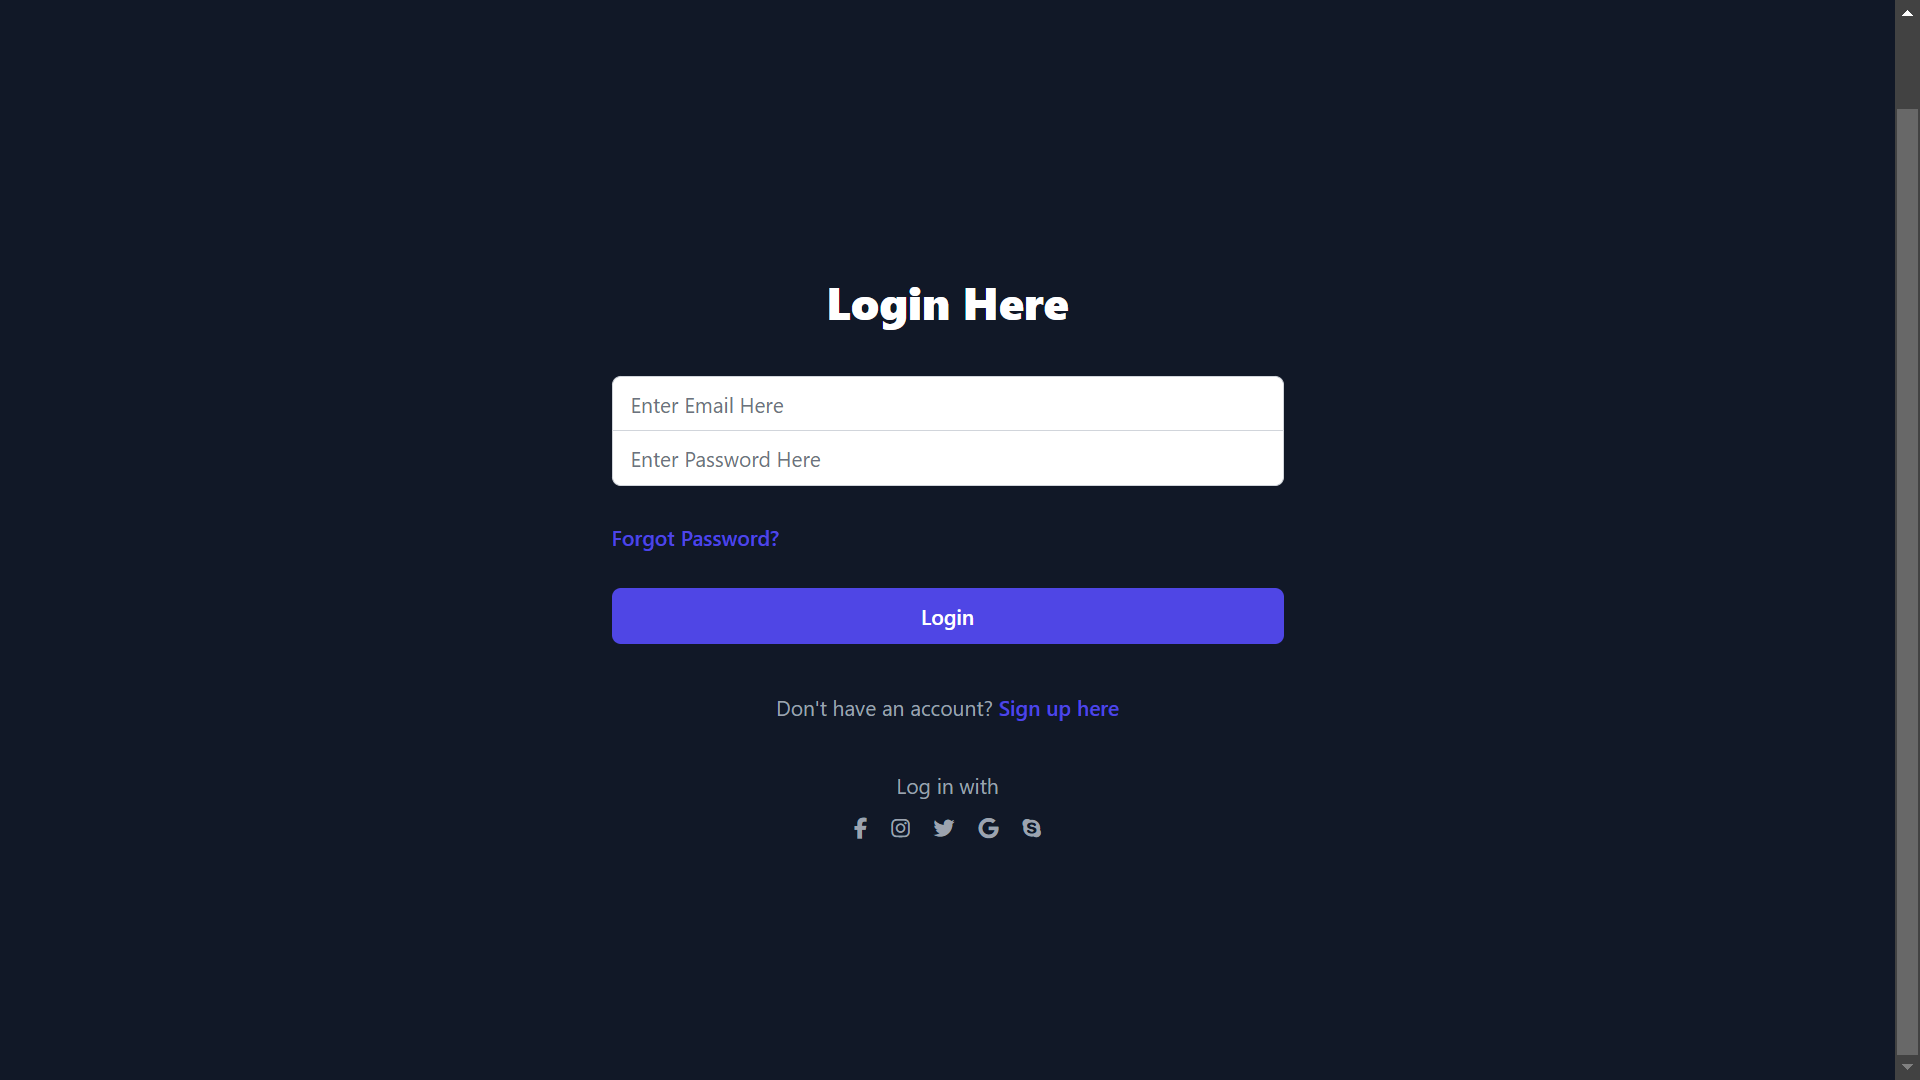 Login Here
Enter Email Here
Enter Password Here
Forgot Password?
Login
Don't have an account? Sign up here
Log in with